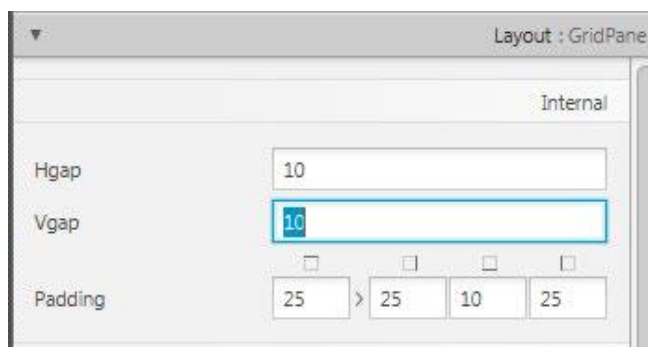 Layout : GridPane
Internal
Hgap 10
Vgap 10
Padding 25 > 25 10 25